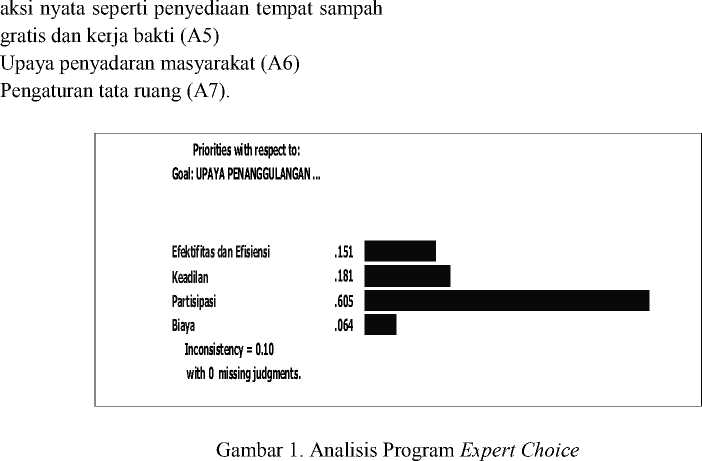 aksi nyata seperti penyediaan tempat sampah
gratis dan kerja bakti (A5)
Upaya penyadaran masyarakat (A6)
Pengaturan tata ruang (A7).
Priorities with respect to:
Goal: UPAYA PENANGGULANGAN ...
Efektifitas dan Efisiensi .151
Keadilan .181
Partisipasi .605
Biaya .064
Inconsistency = 0.10
with 0 missing judgments.
Gambar 1. Analisis Program Expert Choice